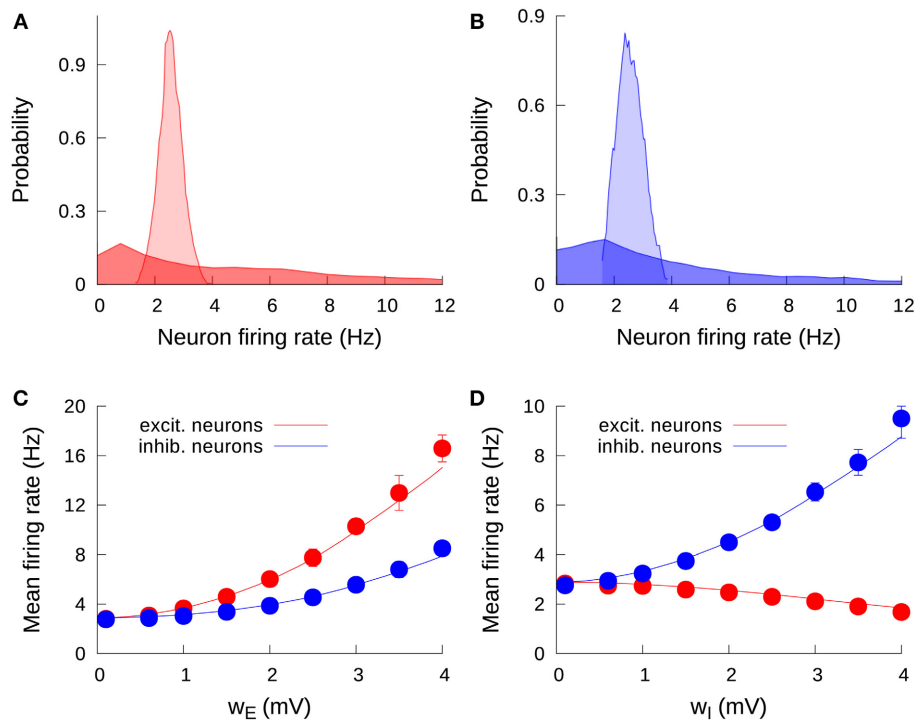 A
0.9
0.6
0.3
0
Probability
0 2 4 6 8 10 12
Neuron firing rate (Hz)
B
0.9
0.6
0.3
0
Probability
0 2 4 6 8 10 12
Neuron firing rate (Hz)
C
20
16
12
8
4
0
Mean firing rate (Hz)
excit. neurons
inhib. neurons
0 1 2 3 4
w_E (mV)
D
10
8
6
4
2
0
Mean firing rate (Hz)
excit. neurons
inhib. neurons
0 1 2 3 4
w_I (mV)